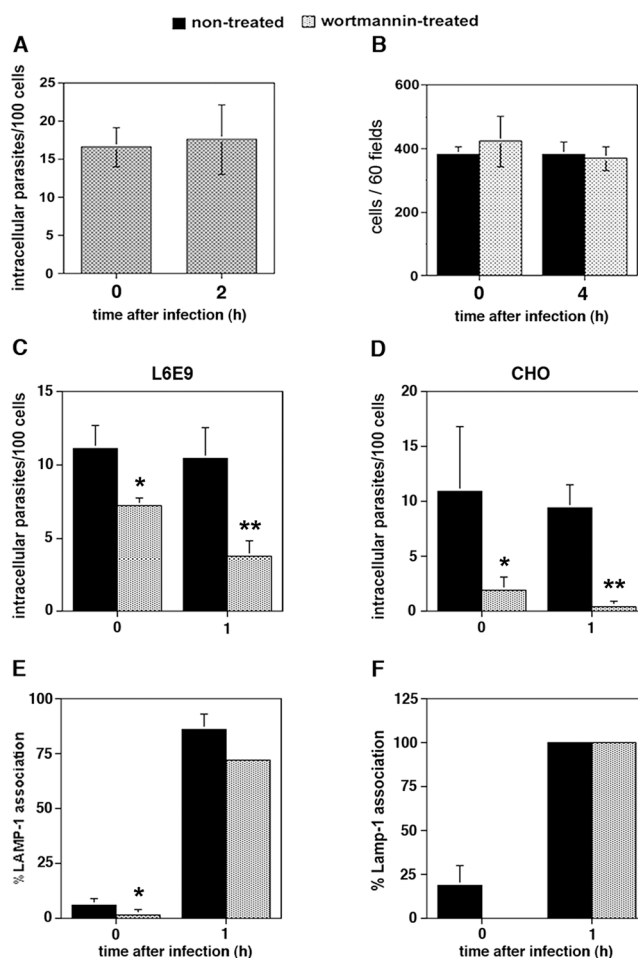 non-treated wortmannin-treated
A
intracellular parasites/100 cells
25
20
15
10
5
0
0 2
time after infection (h)
B
cells / 60 fields
600
400
200
0
0 4
time after infection (h)
C
L6E9
intracellular parasites/100 cells
15
10
5
0
*
**
0 1
D
CHO
intracellular parasites/100 cells
20
15
10
5
0
*
**
0 1
E
% LAMP-1 association
100
75
50
25
0
*
0 1
time after infection (h)
F
% Lamp-1 association
125
100
75
50
25
0
0 1
time after infection (h)